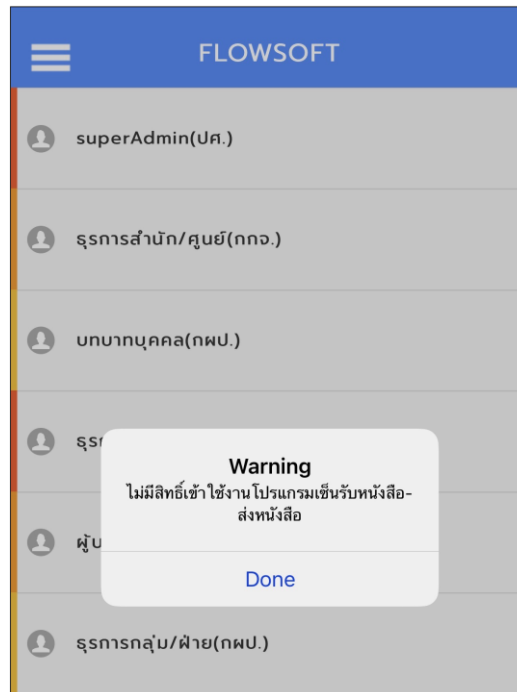 FLOWSOFT
superAdmin(ปศ.)
ธุรการสำนัก/ศูนย์(กกจ.)
บทบาทบุคคล(กผป.)
ธุร
Warning
ไม่มีสิทธิ์เข้าใช้งานโปรแกรมเซ็นรับหนังสือ-
ส่งหนังสือ
ผู้บ
Done
ธุรการกลุ่ม/ฝ่าย(กผป.)